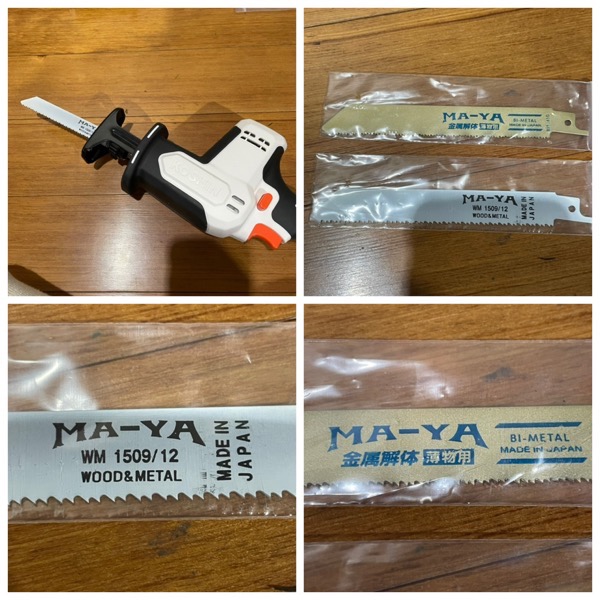 MA-YA
MA-YA
金属解体 薄物用
BI-METAL
MADE IN JAPAN
MA-YA
WM 1509/12
WOOD&METAL
MADE IN
JAPAN
MA-YA
WM 1509/12
WOOD&METAL
MADE IN
JAPAN
MA-YA
金属解体 薄物用
BI-METAL
MADE IN JAPAN